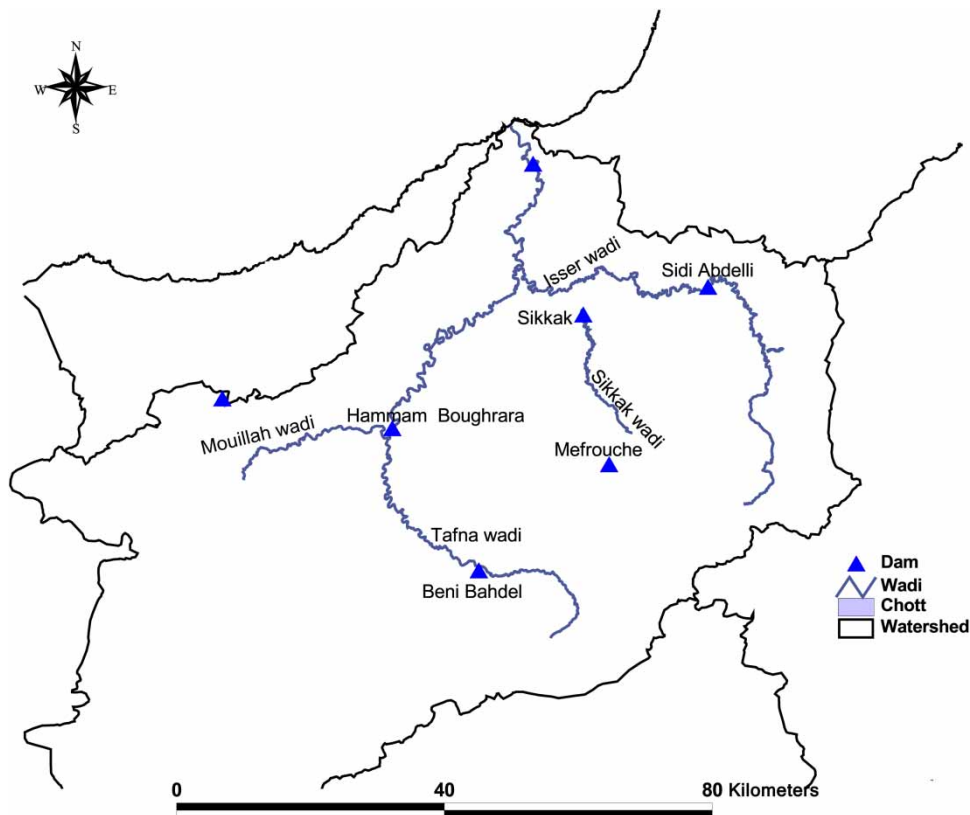 N
W E
S
Isser wadi
Sidi Abdelli
Sikkak
Sikkak wadi
Hammam Boughrara
Mouillah wadi
Mefrouche
Tafna wadi
Beni Bahdel
Dam
Wadi
Chott
Watershed
0 40 80 Kilometers